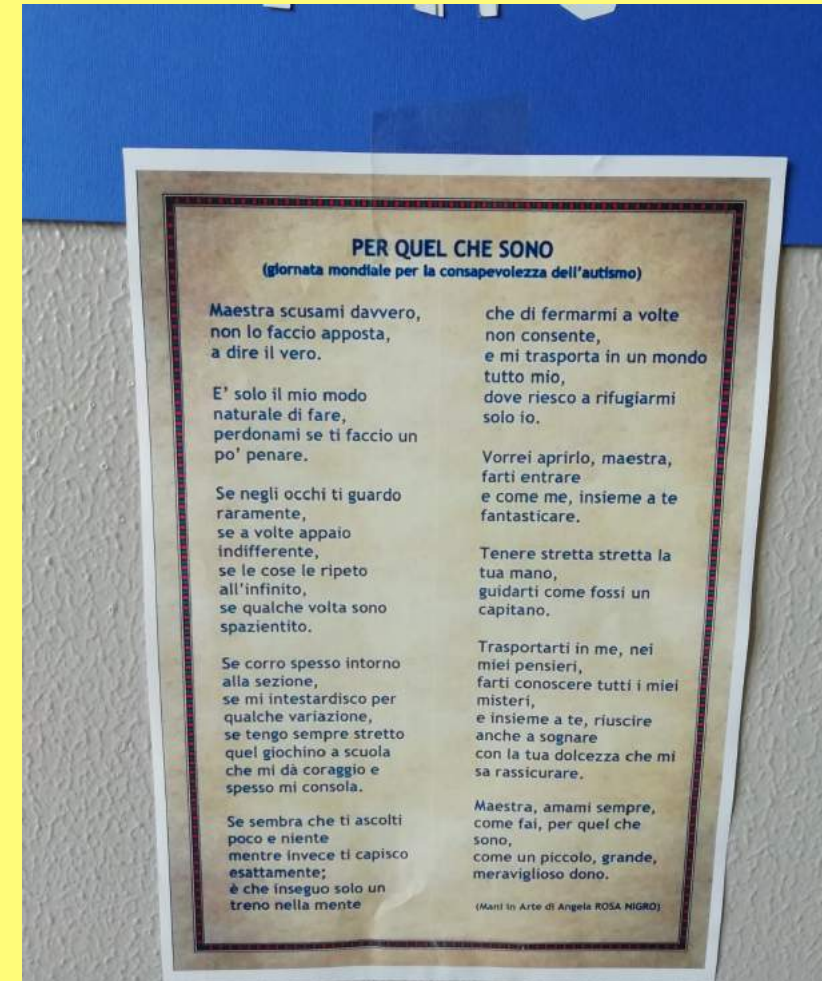 PER QUEL CHE SONO
(giornata mondiale per la consapevolezza dell'autismo)
Maestra scusami davvero,
non lo faccio apposta,
a dire il vero.
E' solo il mio modo
naturale di fare,
perdonami se ti faccio un
po' penare.
Se negli occhi ti guardo
raramente,
se a volte appaio
indifferente,
se le cose le ripeto
all'infinito,
se qualche volta sono
spazientito.
Se corro spesso intorno
alla sezione,
se mi intestardisco per
qualche variazione,
se tengo sempre stretto
quel giochino a scuola
che mi dà coraggio e
spesso mi consola.
Se sembra che ti ascolti
poco e niente
mentre invece ti capisco
esattamente;
è che inseguo solo un
treno nella mente
che di fermarmi a volte
non consente,
e mi trasporta in un mondo
tutto mio,
dove riesco a rifugiarmi
solo io.
Vorrei aprirlo, maestra,
farti entrare
e come me, insieme a te
fantasticare.
Tenere stretta stretta la
tua mano,
guidarti come fossi un
capitano.
Trasportarti in me, nei
miei pensieri,
farti conoscere tutti i miei
misteri,
e insieme a te, riuscire
anche a sognare
con la tua dolcezza che mi
sa rassicurare.
Maestra, amami sempre,
come fai, per quel che
sono,
come un piccolo, grande,
meraviglioso dono.
(Mani in Arte di Angela ROSA NIGRO)